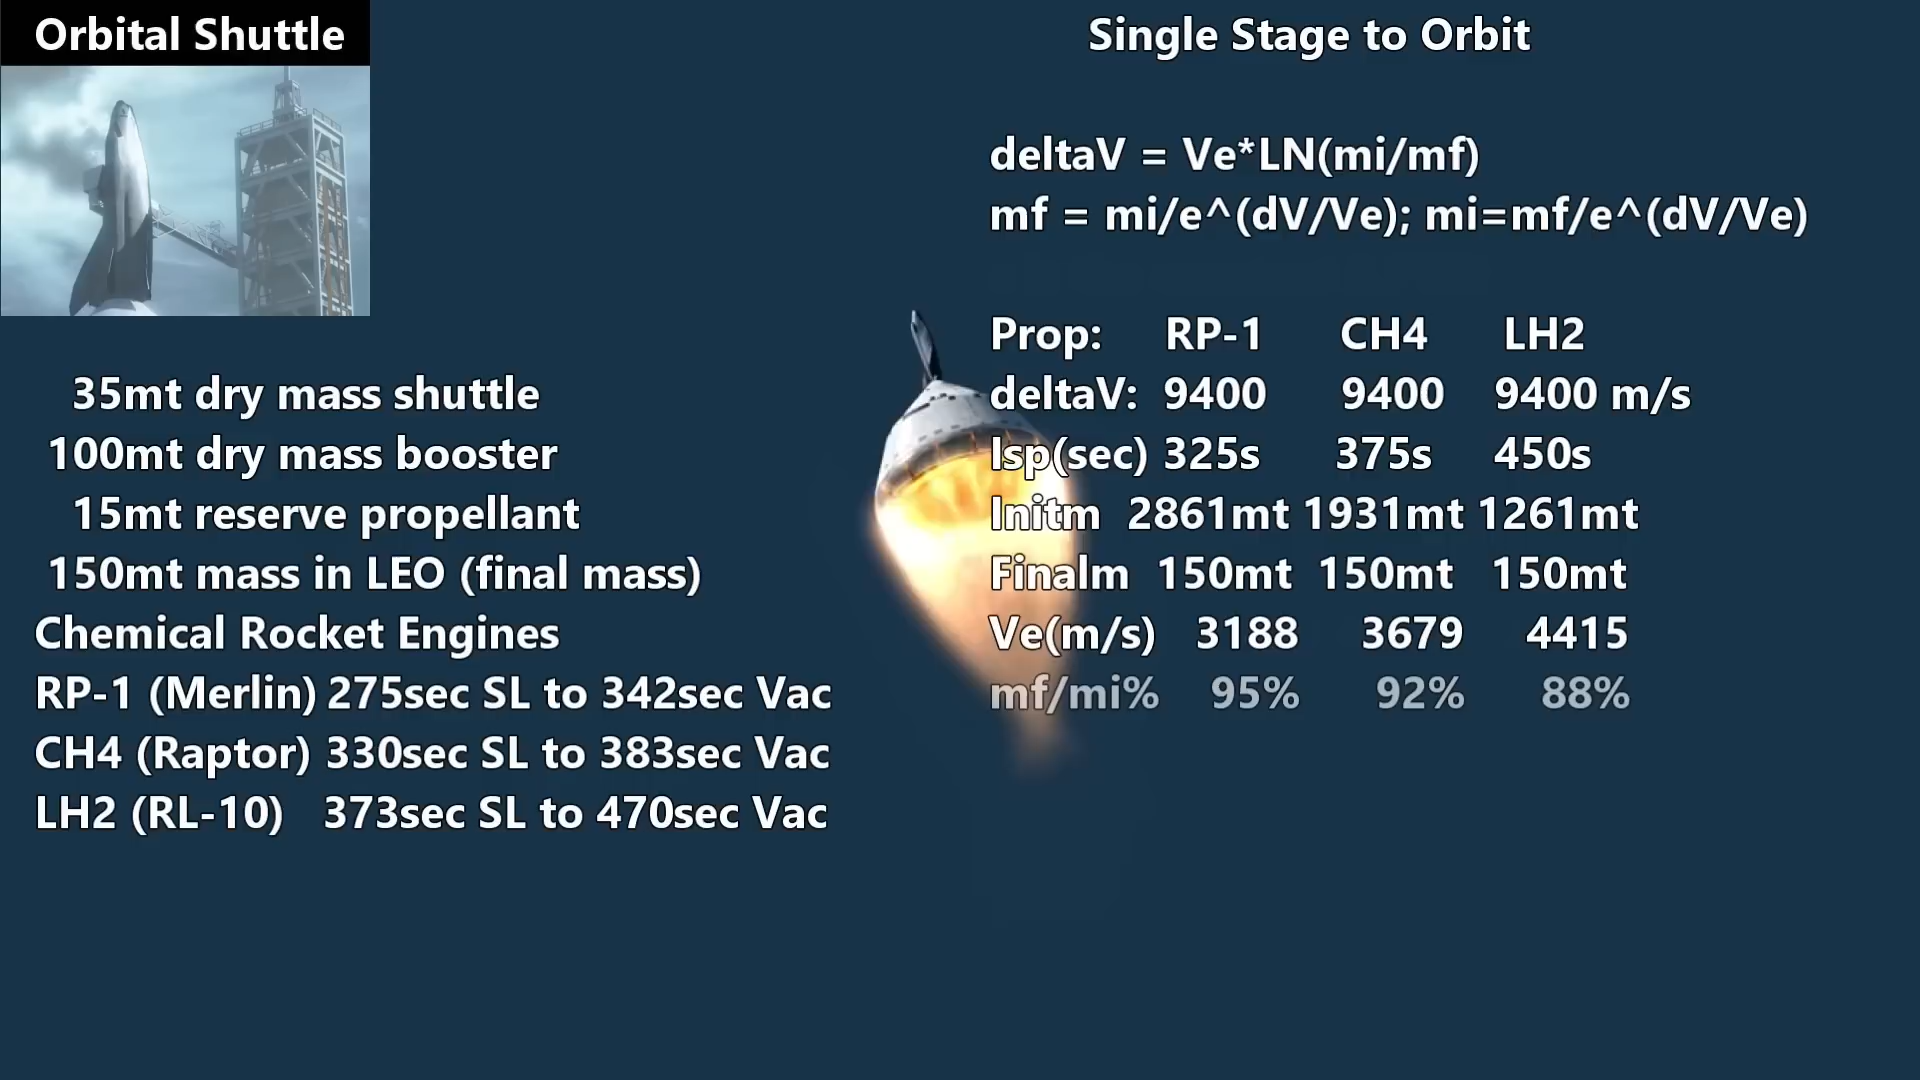 Orbital Shuttle
35mt dry mass shuttle
100mt dry mass booster
15mt reserve propellant
150mt mass in LEO (final mass)
Chemical Rocket Engines
RP-1 (Merlin) 275sec SL to 342sec Vac
CH4 (Raptor) 330sec SL to 383sec Vac
LH2 (RL-10) 373sec SL to 470sec Vac
Single Stage to Orbit
deltaV = Ve*LN(mi/mf)
mf = mi/e^(dV/Ve); mi=mf/e^(dV/Ve)
Prop: RP-1 CH4 LH2
deltaV: 9400 9400 9400 m/s
Isp(sec) 325s 375s 450s
Initm 2861mt 1931mt 1261mt
Finalm 150mt 150mt 150mt
Ve(m/s) 3188 3679 4415
mf/mi% 95% 92% 88%